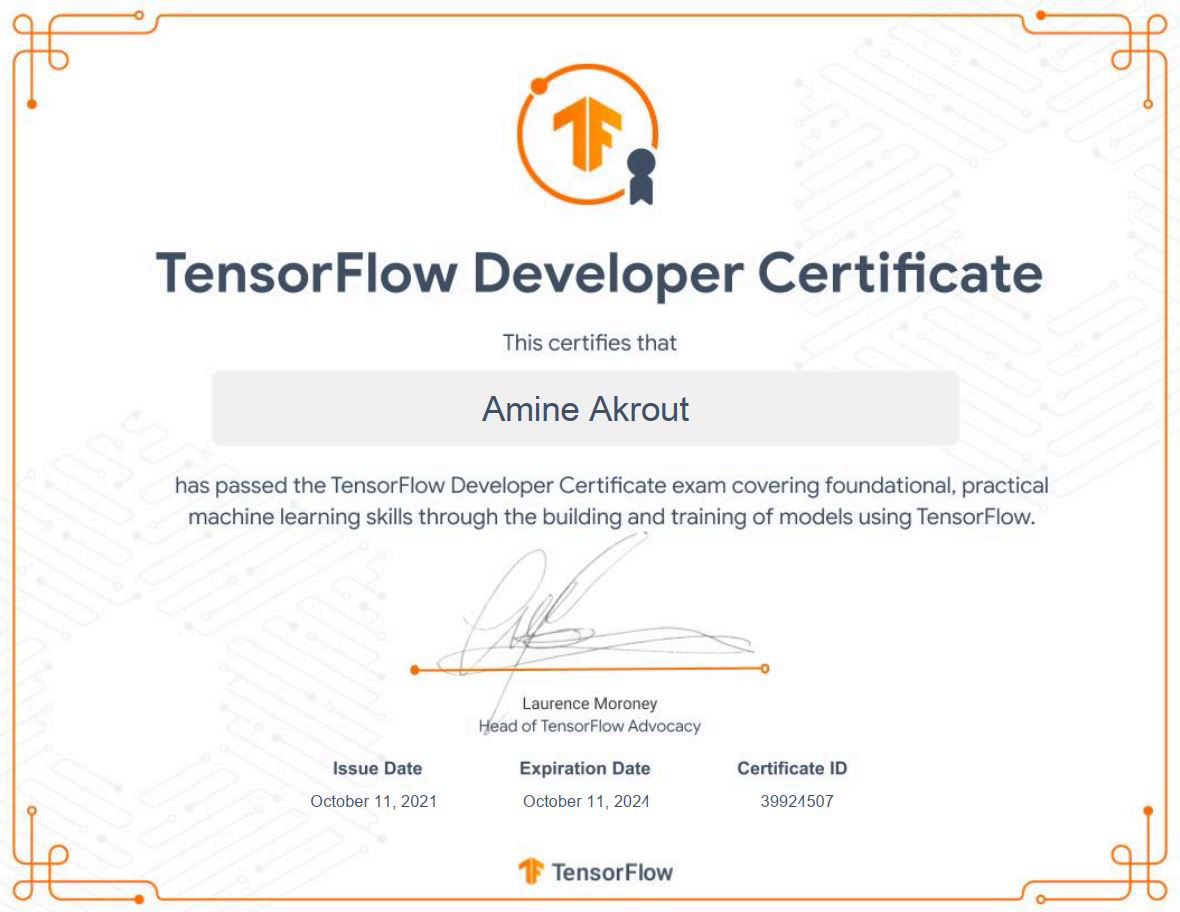 TensorFlow Developer Certificate
This certifies that
Amine Akrout
has passed the TensorFlow Developer Certificate exam covering foundational, practical
machine learning skills through the building and training of models using TensorFlow.
Laurence Moroney
Head of TensorFlow Advocacy
Issue Date Expiration Date Certificate ID
October 11, 2021 October 11, 2024 39924507
TensorFlow